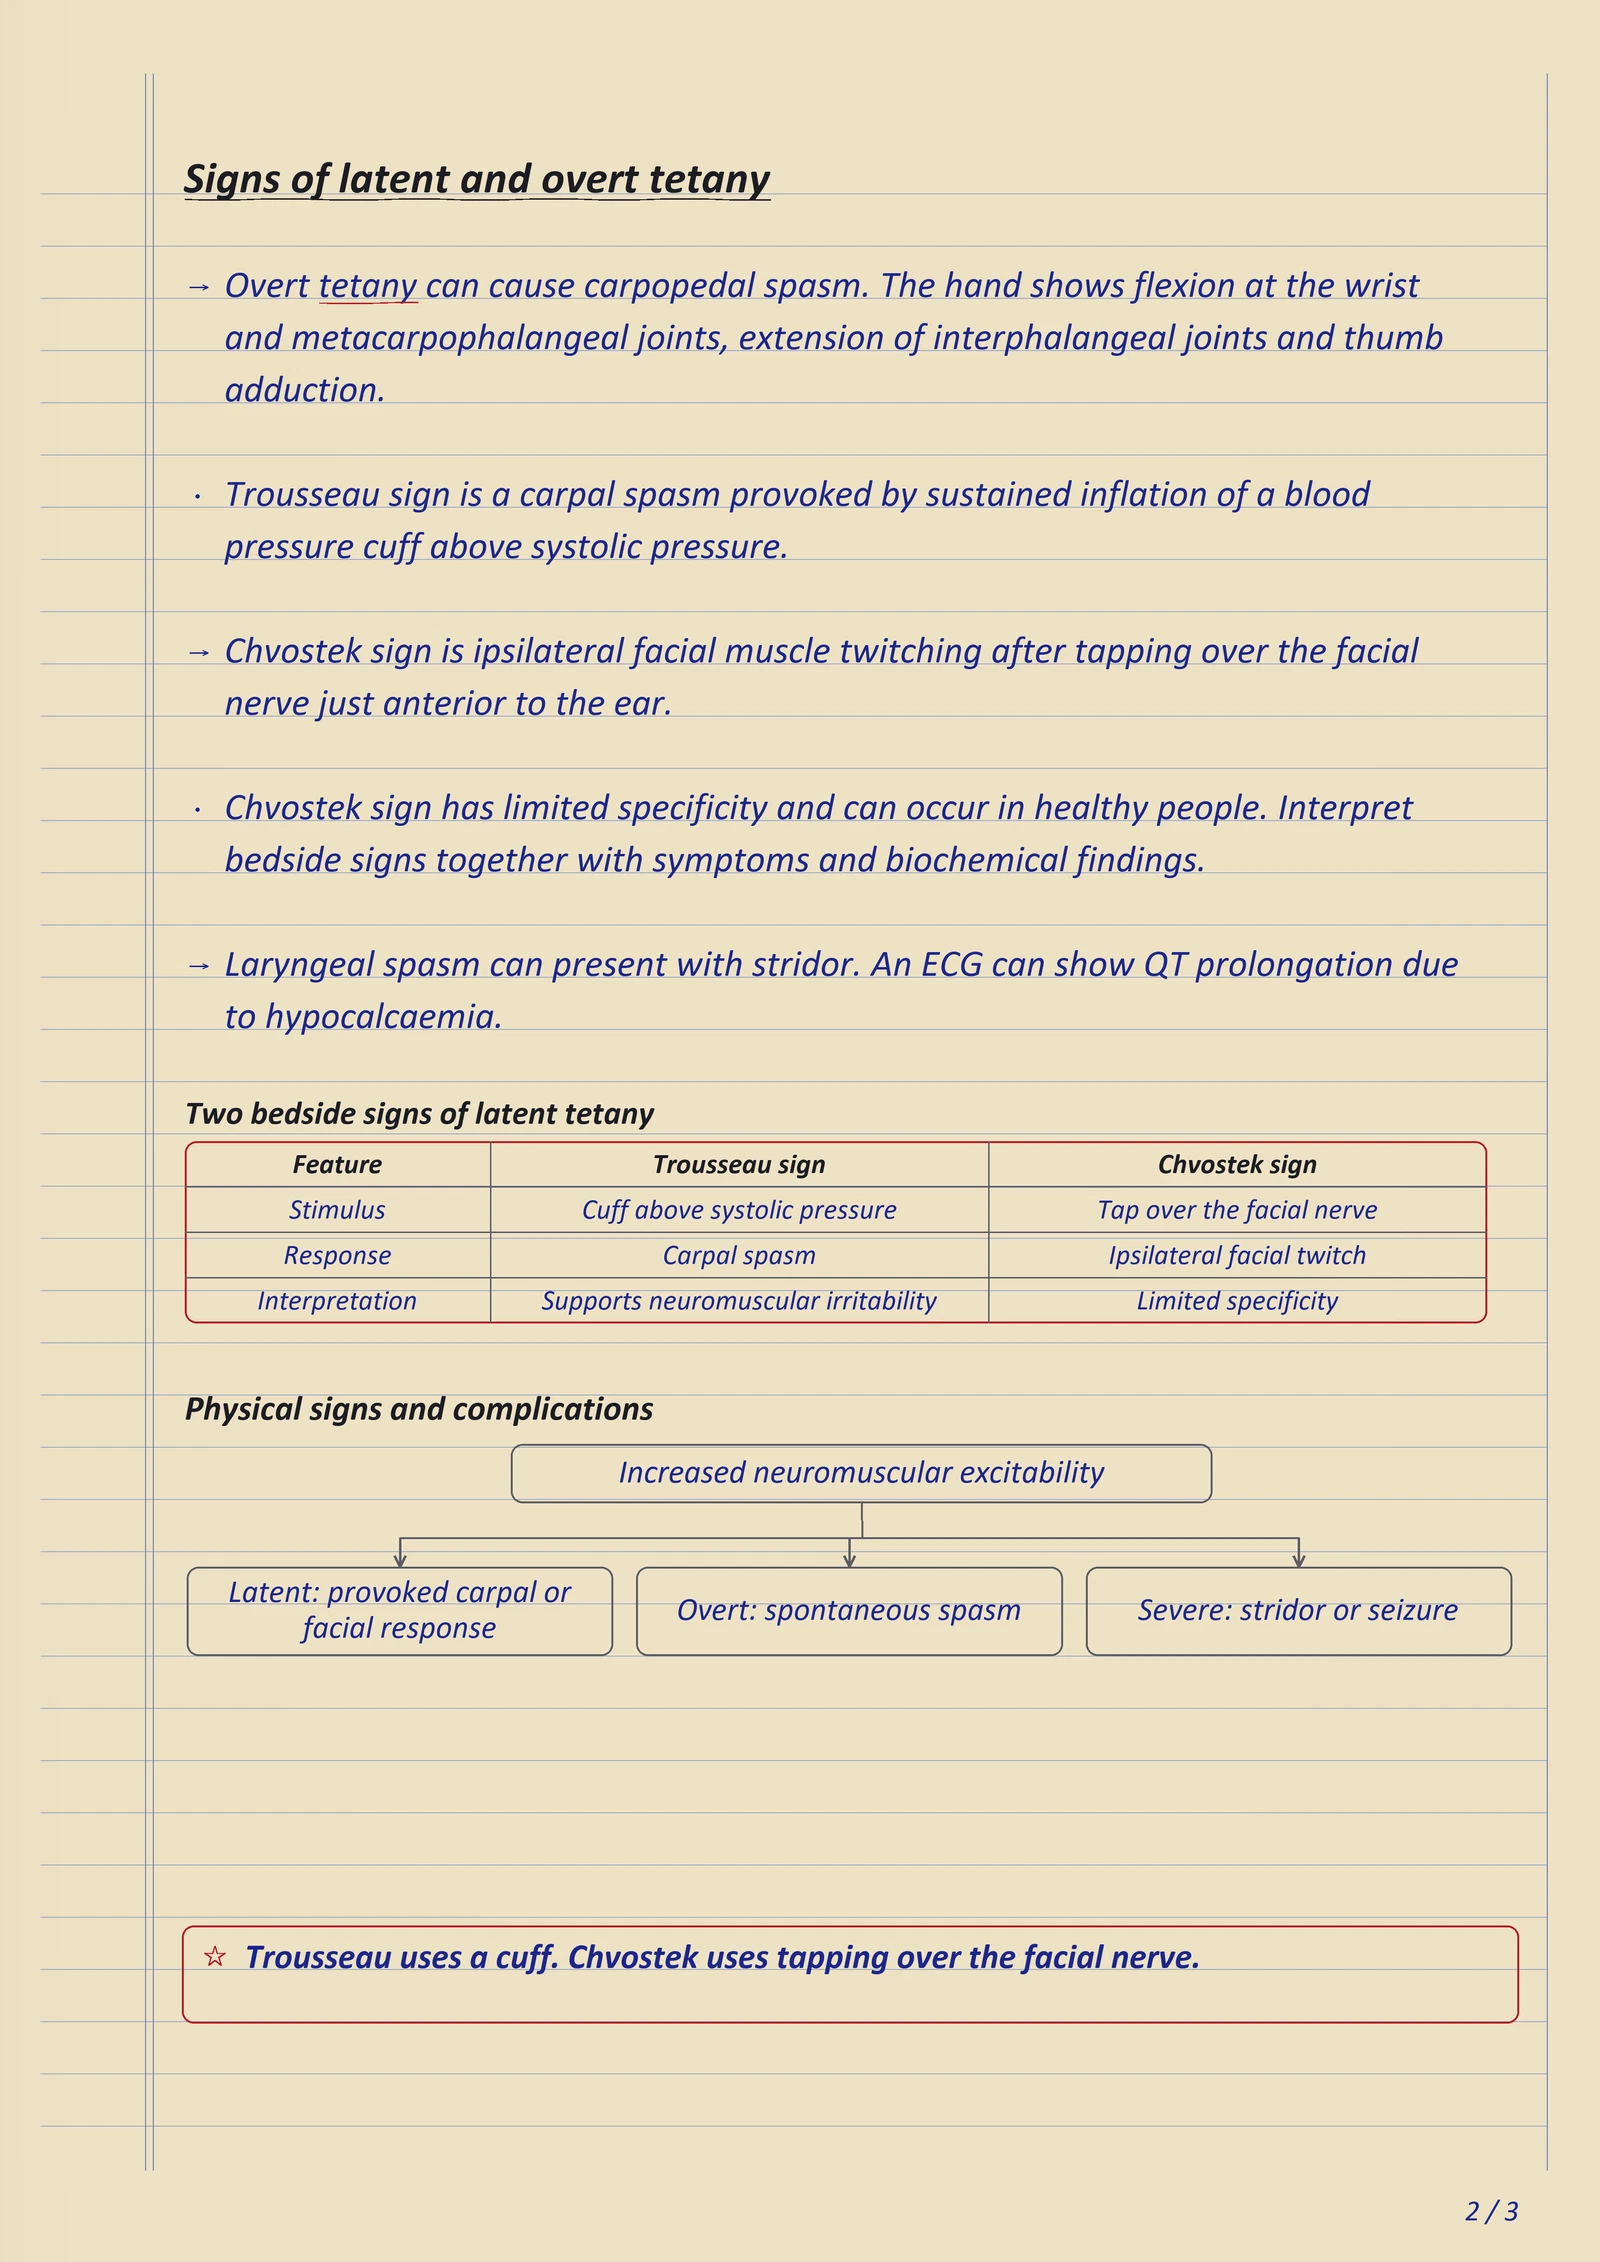 Signs of latent and overt tetany
→ Overt tetany can cause carpopedal spasm. The hand shows flexion at the wrist
and metacarpophalangeal joints, extension of interphalangeal joints and thumb
adduction.
· Trousseau sign is a carpal spasm provoked by sustained inflation of a blood
pressure cuff above systolic pressure.
→ Chvostek sign is ipsilateral facial muscle twitching after tapping over the facial
nerve just anterior to the ear.
· Chvostek sign has limited specificity and can occur in healthy people. Interpret
bedside signs together with symptoms and biochemical findings.
→ Laryngeal spasm can present with stridor. An ECG can show QT prolongation due
to hypocalcaemia.
Two bedside signs of latent tetany
Feature Trousseau sign Chvostek sign
Stimulus Cuff above systolic pressure Tap over the facial nerve
Response Carpal spasm Ipsilateral facial twitch
Interpretation Supports neuromuscular irritability Limited specificity
Physical signs and complications
Increased neuromuscular excitability
Latent: provoked carpal or
facial response
Overt: spontaneous spasm
Severe: stridor or seizure
☆ Trousseau uses a cuff. Chvostek uses tapping over the facial nerve.
2 / 3